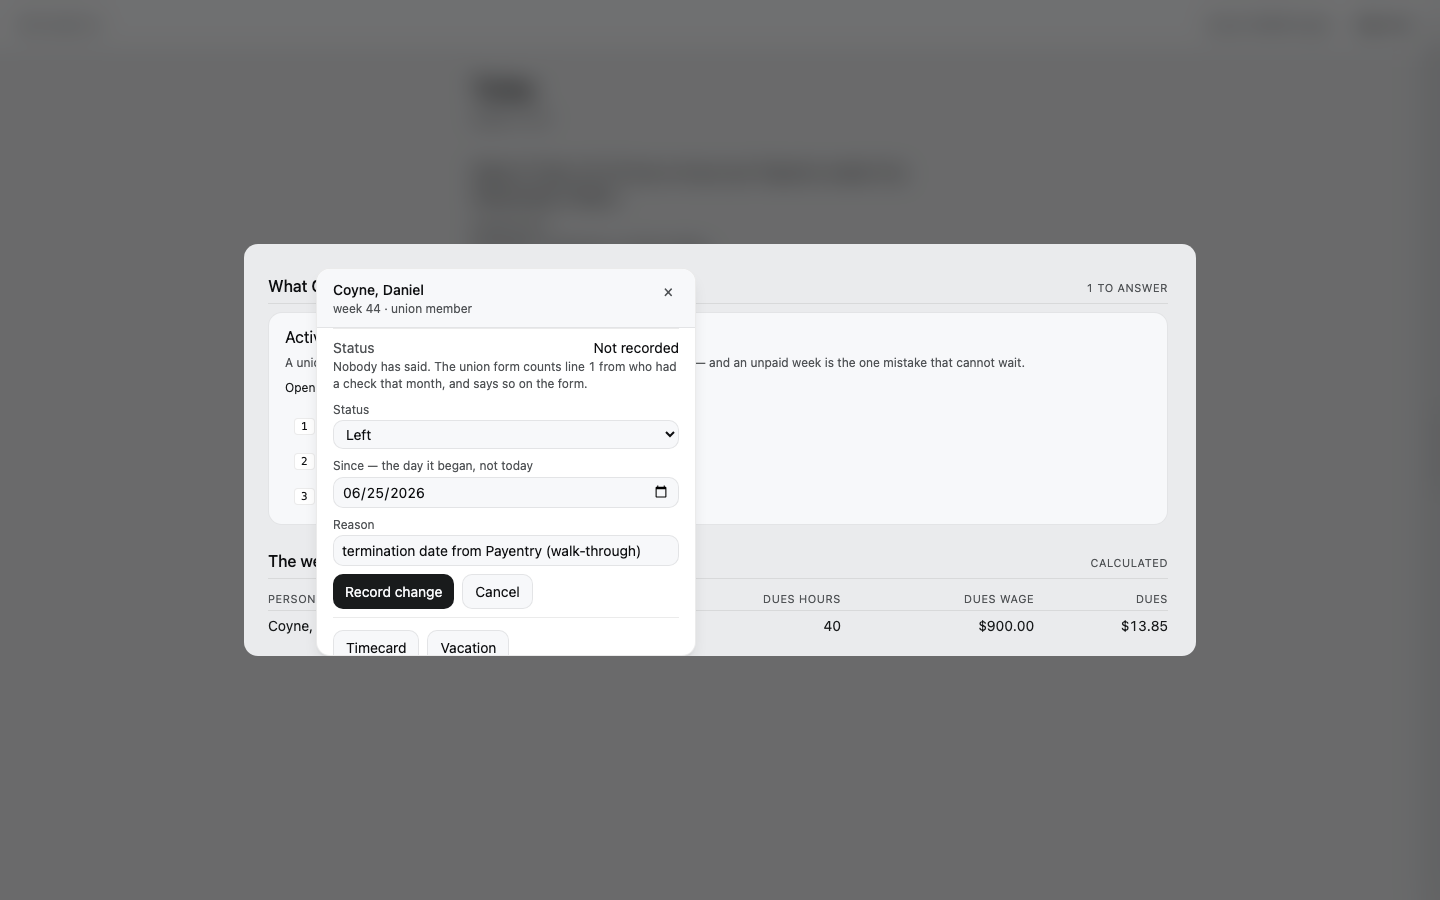 What
1 TO ANSWER
Coyne, Daniel
×
week 44 · union member
Status
Not recorded
Nobody has said. The union form counts line 1 from who had
a check that month, and says so on the form.
Status
Left
Since — the day it began, not today
06/25/2026
Reason
termination date from Payentry (walk-through)
Record change
Cancel
Timecard
Vacation
— and an unpaid week is the one mistake that cannot wait.
Open
1
2
3
CALCULATED
PERSON
DUES HOURS
DUES WAGE
DUES
Coyne,
40
$900.00
$13.85